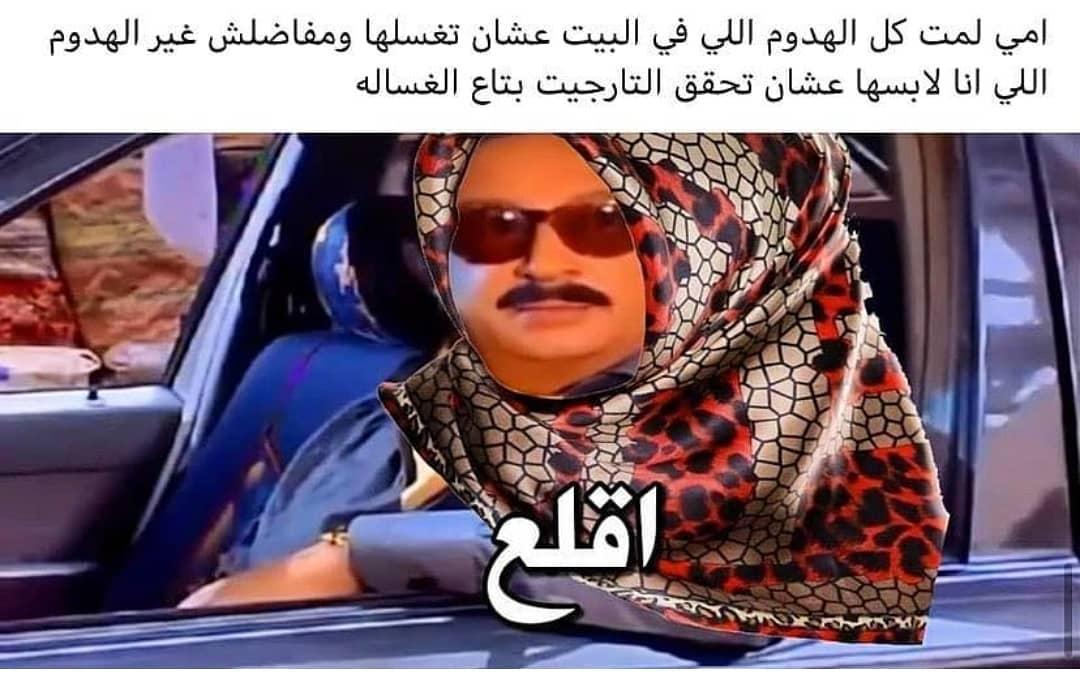 امي لمت كل الهدوم اللي في البيت عشان تغسلها ومفاضلش غير الهدوم
اللي انا لابسها عشان تحقق التارجيت بتاع الغساله
اقلع